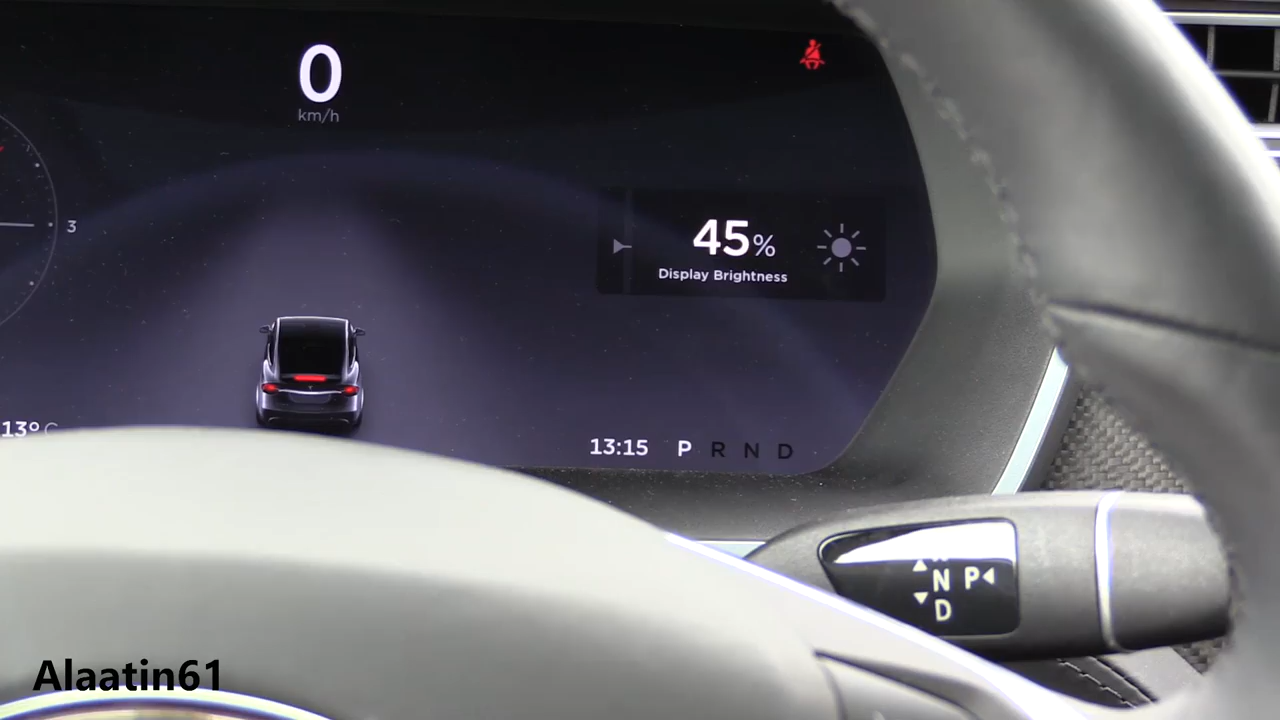 0
km/h
3
45%
Display Brightness
13°C
13:15 P R N D
N P
D
Alaatin61